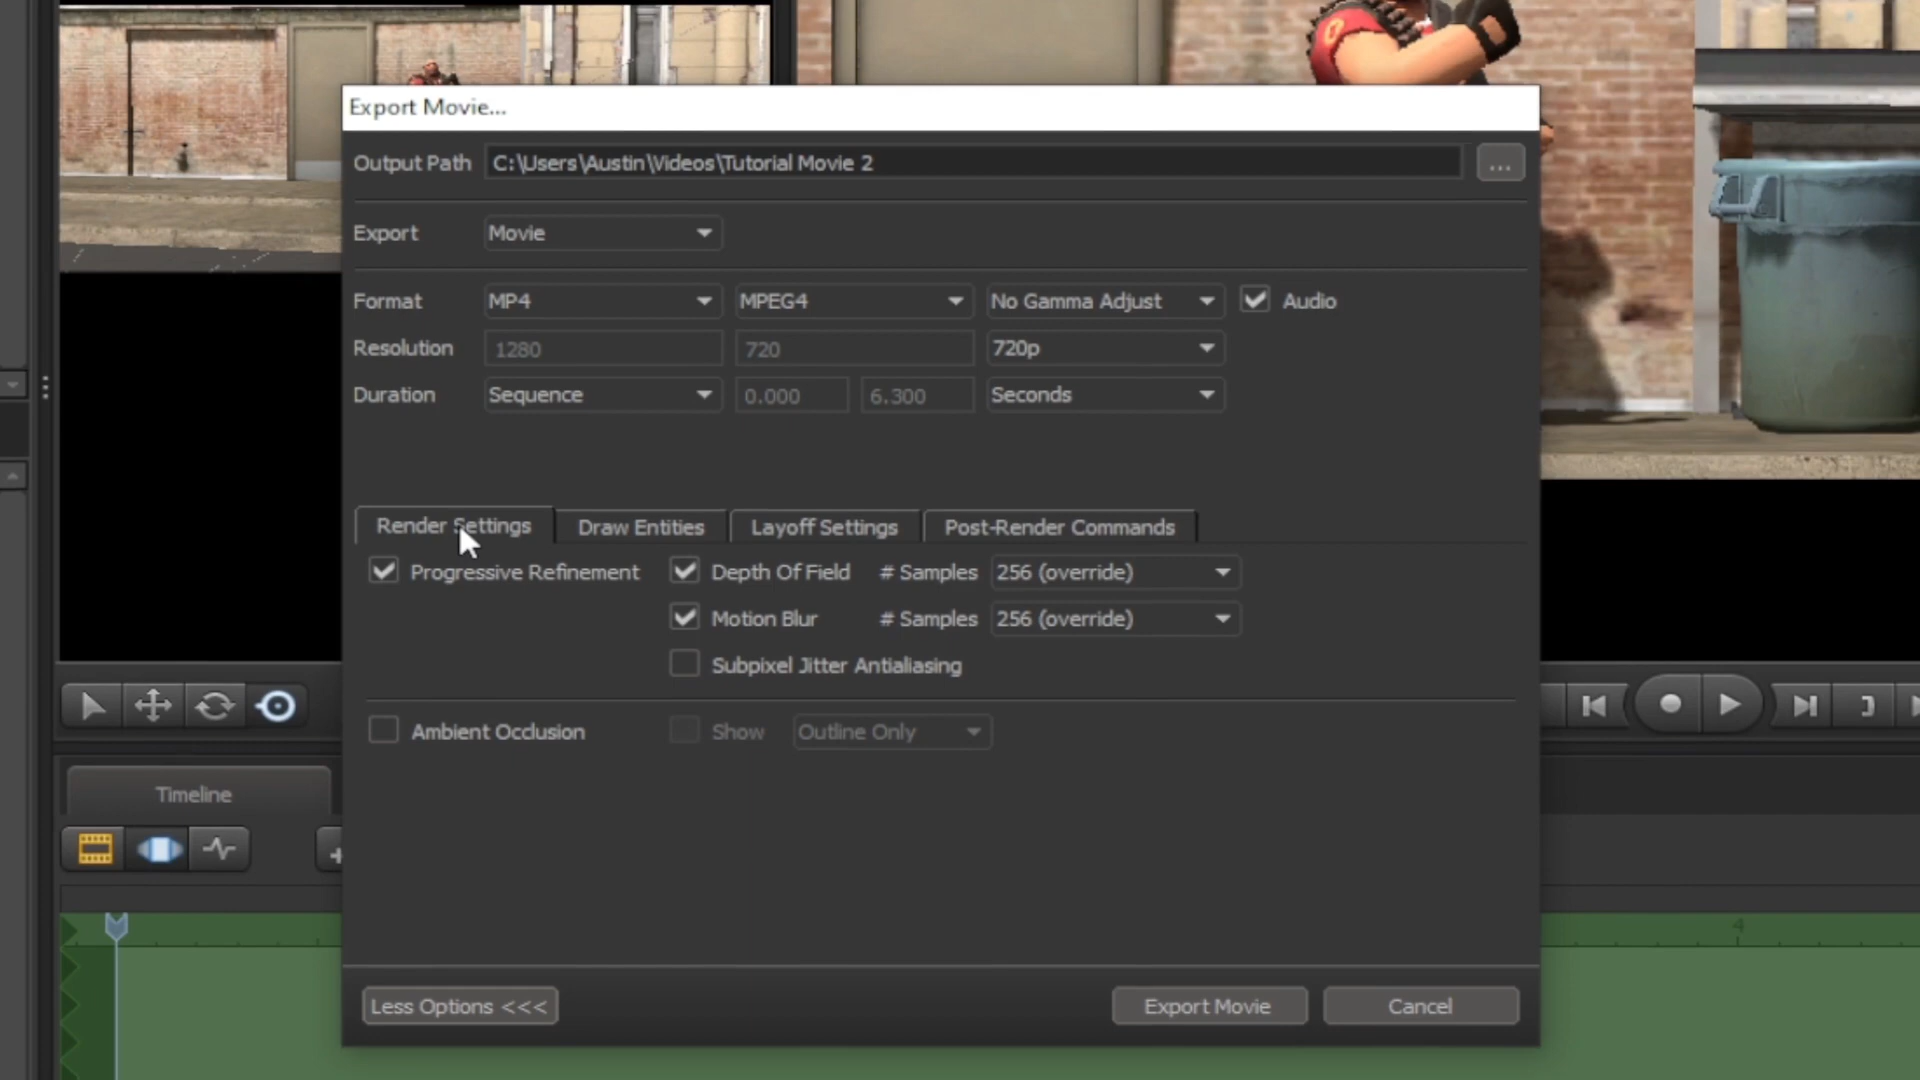 Export Movie...
Output Path C:\Users\Austin\Videos\Tutorial Movie 2 ...
Export Movie
Format MP4 MPEG4 No Gamma Adjust Audio
Resolution 1280 720 720p
Duration Sequence 0.000 6.300 Seconds
Render Settings Draw Entities Layoff Settings Post-Render Commands
Progressive Refinement Depth Of Field # Samples 256 (override)
Motion Blur # Samples 256 (override)
Subpixel Jitter Antialiasing
Ambient Occlusion Show Outline Only
Timeline
4
Less Options <<< Export Movie Cancel